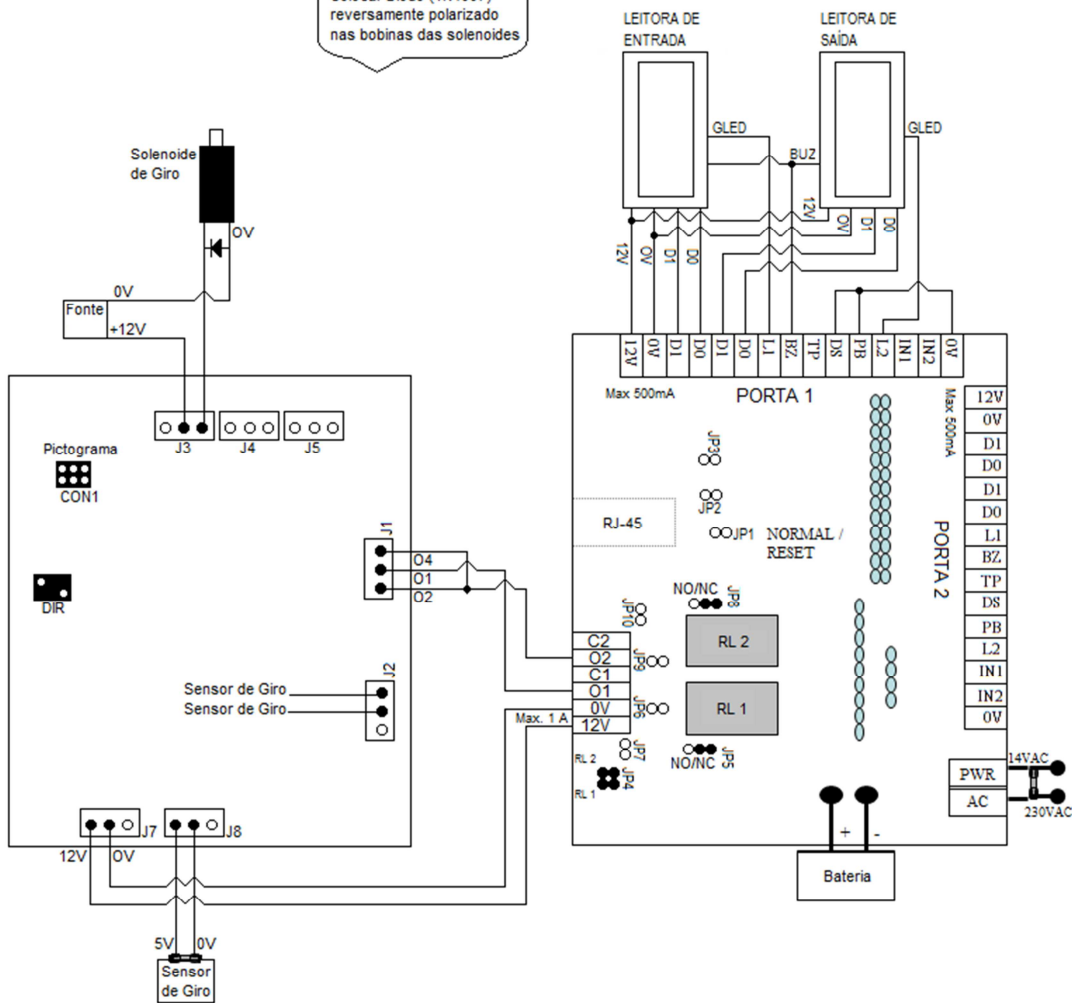 reversamente polarizado
nas bobinas das solenoides
LEITORA DE
ENTRADA
LEITORA DE
SAÍDA
GLED
GLED
BUZ
12V
0V
D1
D0
12V
0V
D1
D0
Solenoide
de Giro
0V
Fonte
0V
+12V
J3
J4
J5
Pictograma
CON1
DIR
J1
O4
O1
O2
J2
Sensor de Giro
Sensor de Giro
J7
J8
12V
0V
5V
0V
Sensor
de Giro
12V
0V
D1
D0
D1
D0
L1
BZ
TP
DS
PB
L2
IN1
IN2
0V
Max 500mA
PORTA 1
Max 500mA
12V
0V
D1
D0
D1
D0
L1
BZ
TP
DS
PB
L2
IN1
IN2
0V
PORTA 2
JP3
JP2
JP1
NORMAL /
RESET
RJ-45
NO/NC
JP8
JP10
RL 2
C2
O2
C1
O1
0V
12V
JP9
JP6
Max. 1 A
RL 1
NO/NC
JP5
JP7
RL 2
JP4
RL 1
PWR
AC
14VAC
230VAC
+
-
Bateria